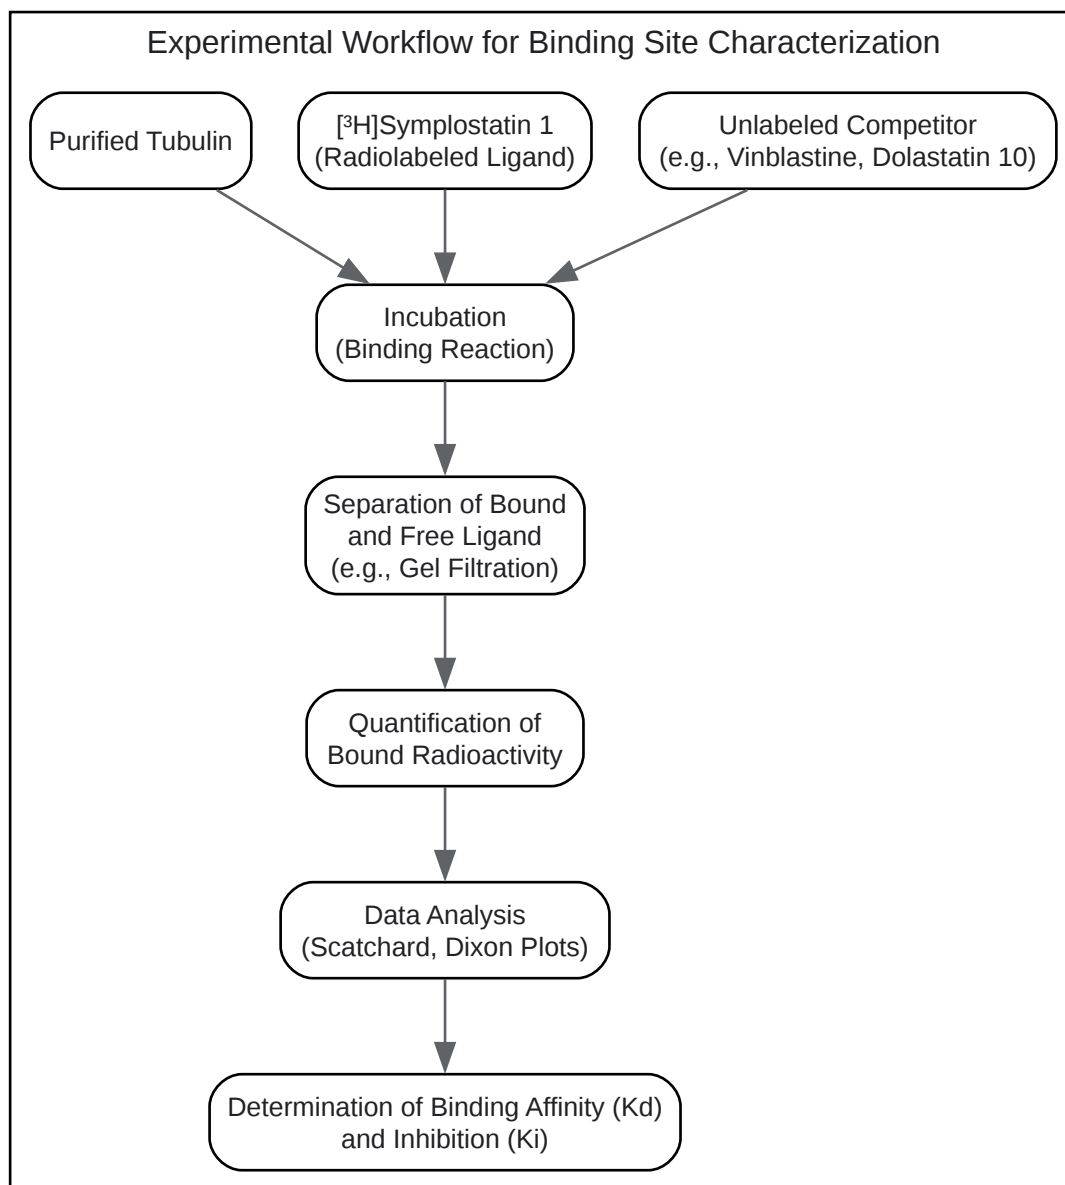 Experimental Workflow for Binding Site Characterization
Purified Tubulin
[³H]Symplostatin 1
(Radiolabeled Ligand)
Unlabeled Competitor
(e.g., Vinblastine, Dolastatin 10)
Incubation
(Binding Reaction)
Separation of Bound
and Free Ligand
(e.g., Gel Filtration)
Quantification of
Bound Radioactivity
Data Analysis
(Scatchard, Dixon Plots)
Determination of Binding Affinity (Kd)
and Inhibition (Ki)